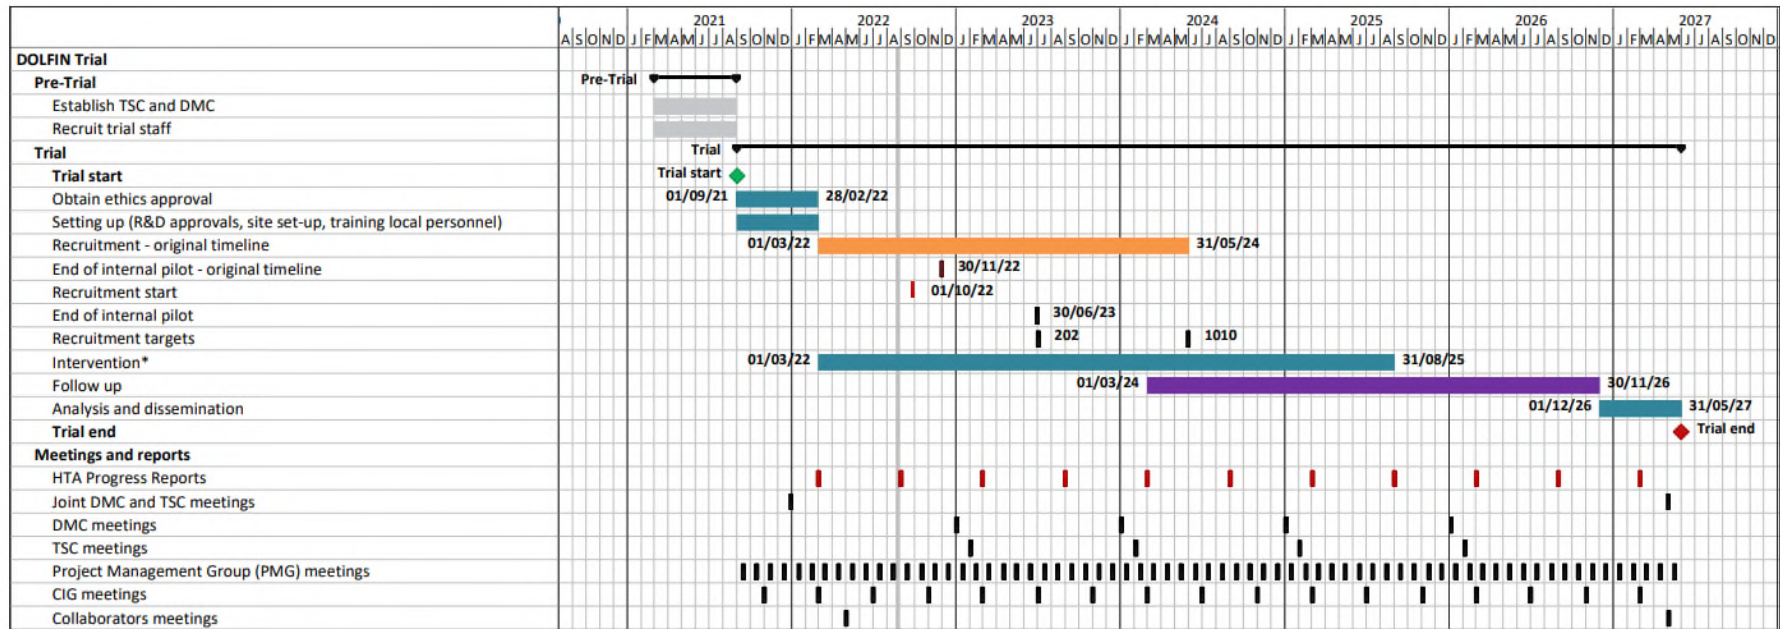 2021 2022 2023 2024 2025 2026 2027
A S O N D J F M A M J J A S O N D J F M A M J J A S O N D J F M A M J J A S O N D J F M A M J J A S O N D J F M A M J J A S O N D J F M A M J J A S O N D J F M A M J J A S O N D
DOLFIN Trial
Pre-Trial Pre-Trial
Establish TSC and DMC
Recruit trial staff
Trial Trial
Trial start Trial start
Obtain ethics approval 01/09/21 28/02/22
Setting up (R&D approvals, site set-up, training local personnel)
Recruitment - original timeline 01/03/22 31/05/24
End of internal pilot - original timeline 30/11/22
Recruitment start 01/10/22
End of internal pilot 30/06/23
Recruitment targets 202 1010
Intervention* 01/03/22 31/08/25
Follow up 01/03/24 30/11/26
Analysis and dissemination 01/12/26 31/05/27
Trial end Trial end
Meetings and reports
HTA Progress Reports
Joint DMC and TSC meetings
DMC meetings
TSC meetings
Project Management Group (PMG) meetings
CIG meetings
Collaborators meetings